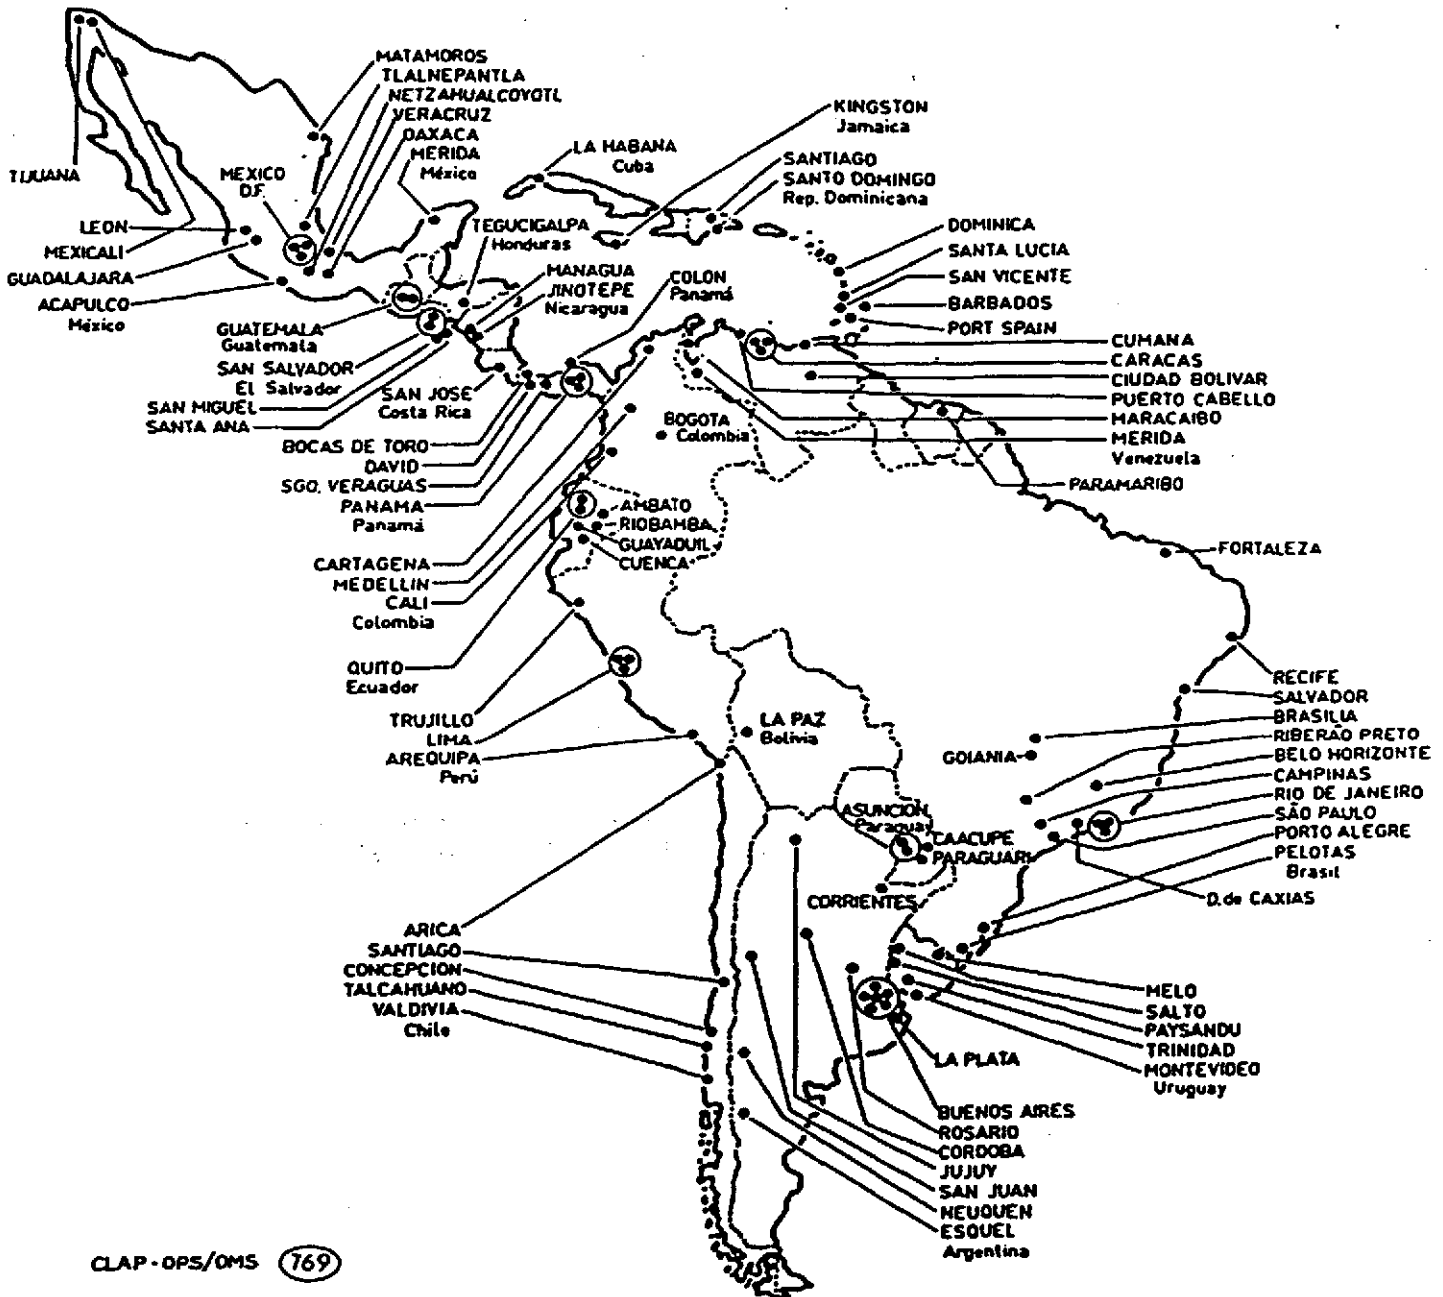 MATAMOROS
TLALNEPANTLA
NETZAHUALCOYOTL
VERACRUZ
OAXACA
MERIDA
México
TIJUANA
MEXICO
D.F.
LEON
MEXICALI
GUADALAJARA
ACAPULCO
México
LA HABANA
Cuba
KINGSTON
Jamaica
SANTIAGO
SANTO DOMINGO
Rep. Dominicana
TEGUCIGALPA
Honduras
MANAGUA
JINOTEPE
Nicaragua
COLON
Panamá
DOMINICA
SANTA LUCIA
SAN VICENTE
BARBADOS
PORT SPAIN
GUATEMALA
Guatemala
SAN SALVADOR
El Salvador
SAN MIGUEL
SANTA ANA
SAN JOSE
Costa Rica
BOCAS DE TORO
DAVID
SGO. VERAGUAS
PANAMA
Panamá
CUMANA
CARACAS
CIUDAD BOLIVAR
PUERTO CABELLO
MARACAIBO
MERIDA
Venezuela
PARAMARIBO
BOGOTA
Colombia
AMBATO
RIOBAMBA
GUAYAQUIL
CUENCA
CARTAGENA
MEDELLIN
CALI
Colombia
QUITO
Ecuador
TRUJILLO
LIMA
AREQUIPA
Perú
FORTALEZA
RECIFE
SALVADOR
BRASILIA
RIBERÃO PRETO
BELO HORIZONTE
CAMPINAS
RIO DE JANEIRO
SÃO PAULO
PORTO ALEGRE
PELOTAS
Brasil
D. de CAXIAS
GOIANIA
LA PAZ
Bolivia
ASUNCION
Paraguay
CAACUPE
PARAGUARI
CORRIENTES
ARICA
SANTIAGO
CONCEPCION
TALCAHUANO
VALDIVIA
Chile
MELO
SALTO
PAYSANDU
TRINIDAD
MONTEVIDEO
Uruguay
LA PLATA
BUENOS AIRES
ROSARIO
CORDOBA
JUJUY
SAN JUAN
NEUQUEN
ESQUEL
Argentina
CLAP-OPS/OMS 769